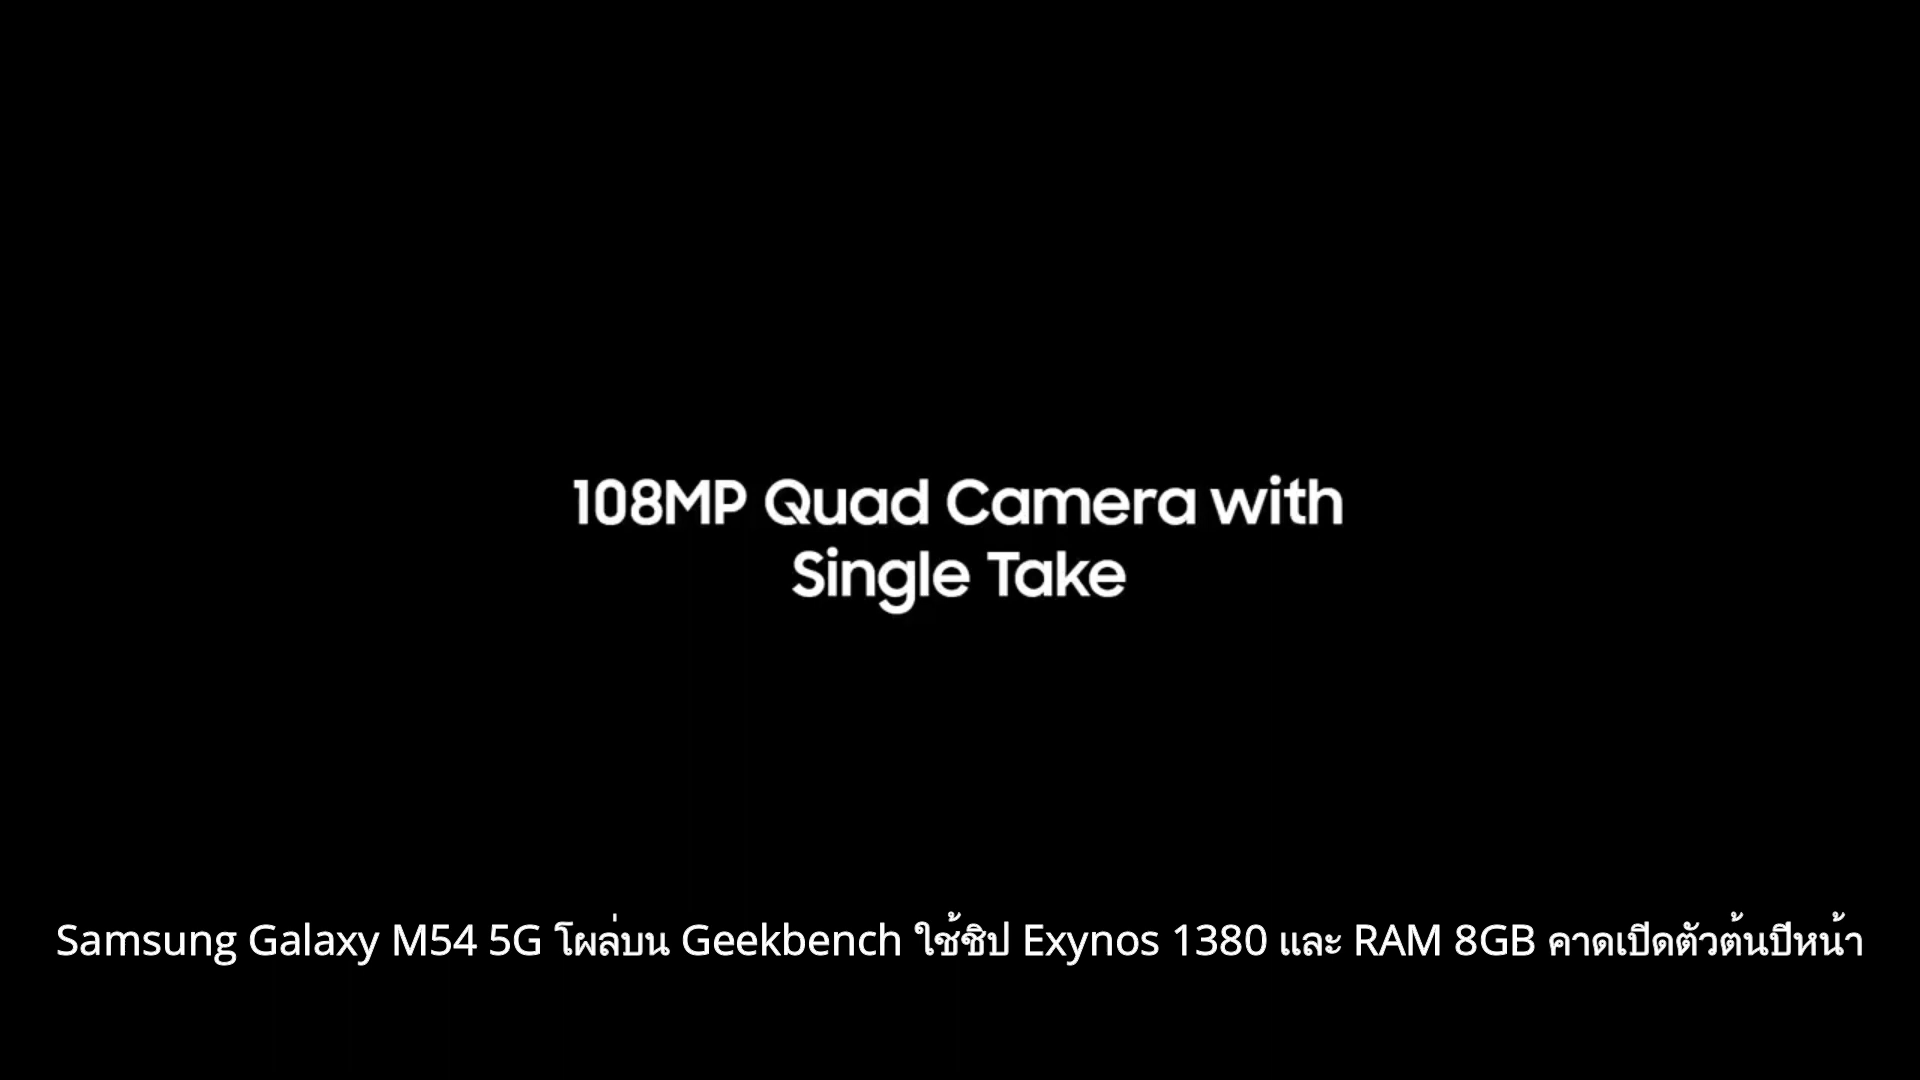 108MP Quad Camera with
Single Take
Samsung Galaxy M54 5G โผล่บน Geekbench ใช้ชิป Exynos 1380 และ RAM 8GB คาดเปิดตัวต้นปีหน้า